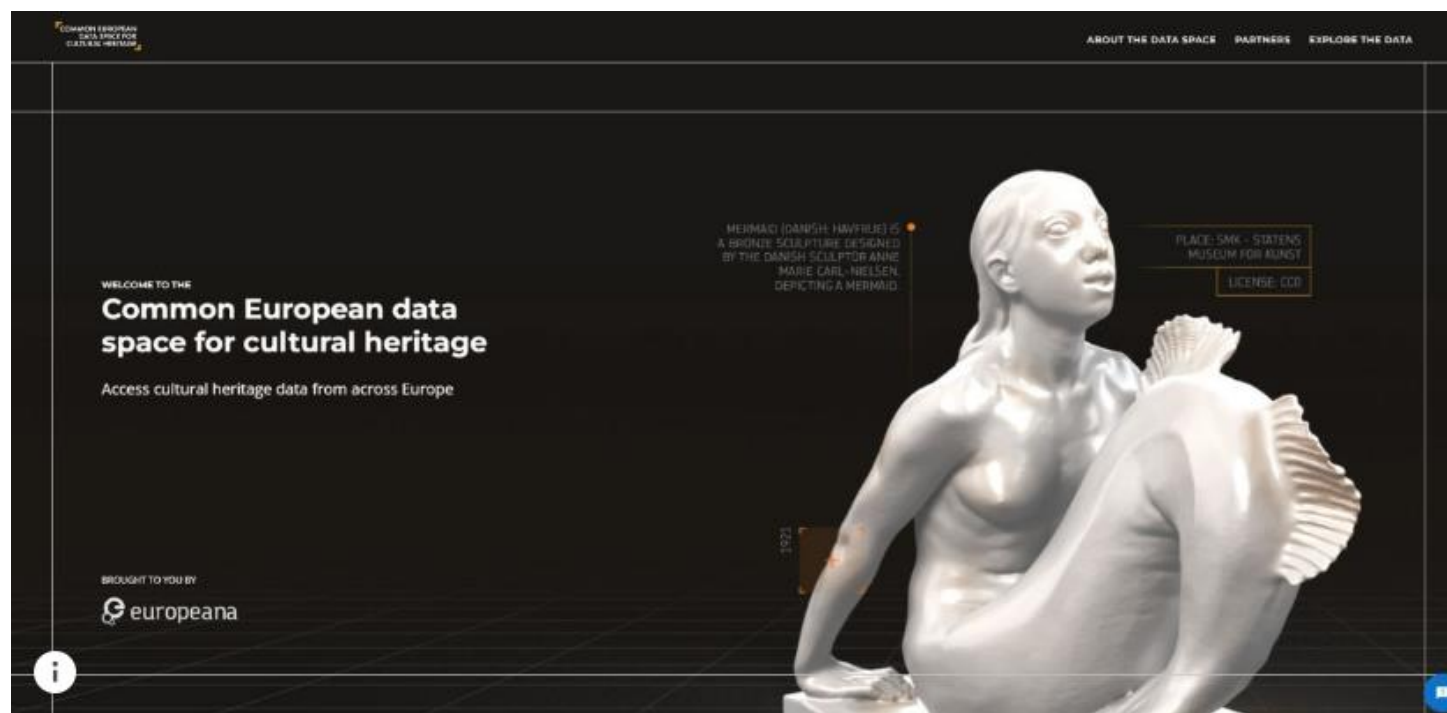 COMMON EUROPEAN
DATA SPACE FOR
CULTURAL HERITAGE
ABOUT THE DATA SPACE
PARTNERS
EXPLORE THE DATA
WELCOME TO THE
Common European data
space for cultural heritage
Access cultural heritage data from across Europe
MERMAID (DANISH: HAVFRUE) IS
A BRONZE SCULPTURE DESIGNED
BY THE DANISH SCULPTOR ANNE
MARIE CARL-NIELSEN,
DEPICTING A MERMAID.
PLACE: SMK - STATENS
MUSEUM FOR KUNST
LICENSE: CC0
1921
BROUGHT TO YOU BY
europeana
i